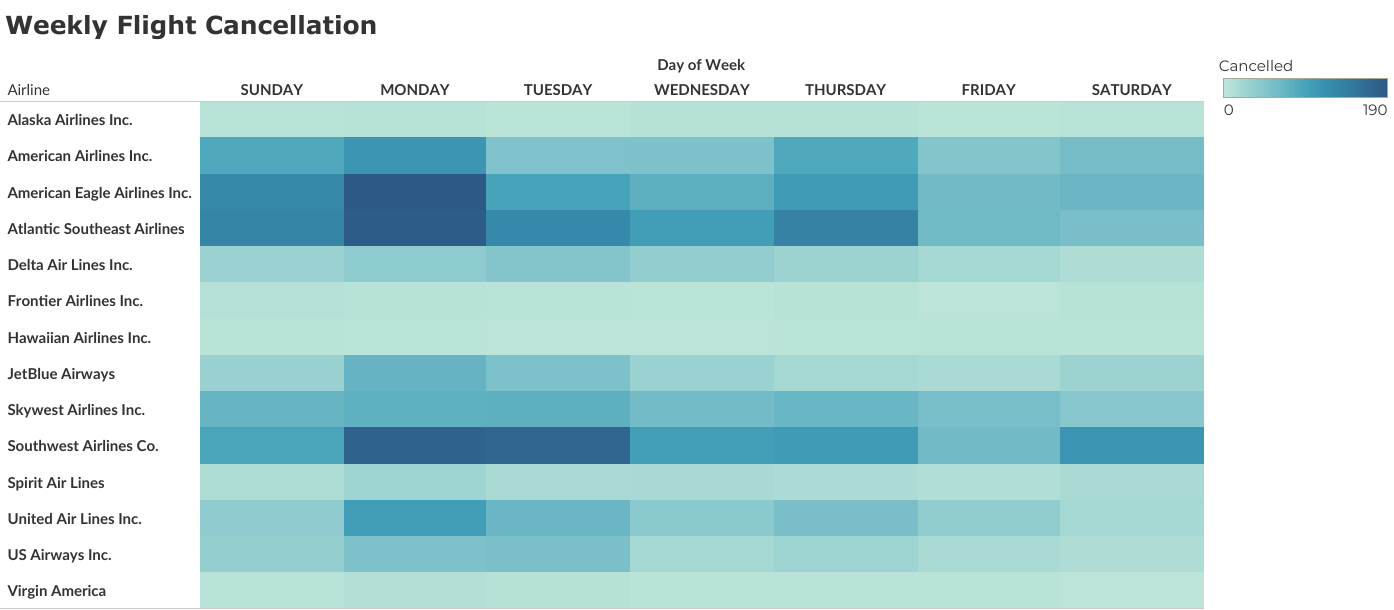 Weekly Flight Cancellation
Day of Week
Cancelled
Airline SUNDAY MONDAY TUESDAY WEDNESDAY THURSDAY FRIDAY SATURDAY
0 190
Alaska Airlines Inc.
American Airlines Inc.
American Eagle Airlines Inc.
Atlantic Southeast Airlines
Delta Air Lines Inc.
Frontier Airlines Inc.
Hawaiian Airlines Inc.
JetBlue Airways
Skywest Airlines Inc.
Southwest Airlines Co.
Spirit Air Lines
United Air Lines Inc.
US Airways Inc.
Virgin America